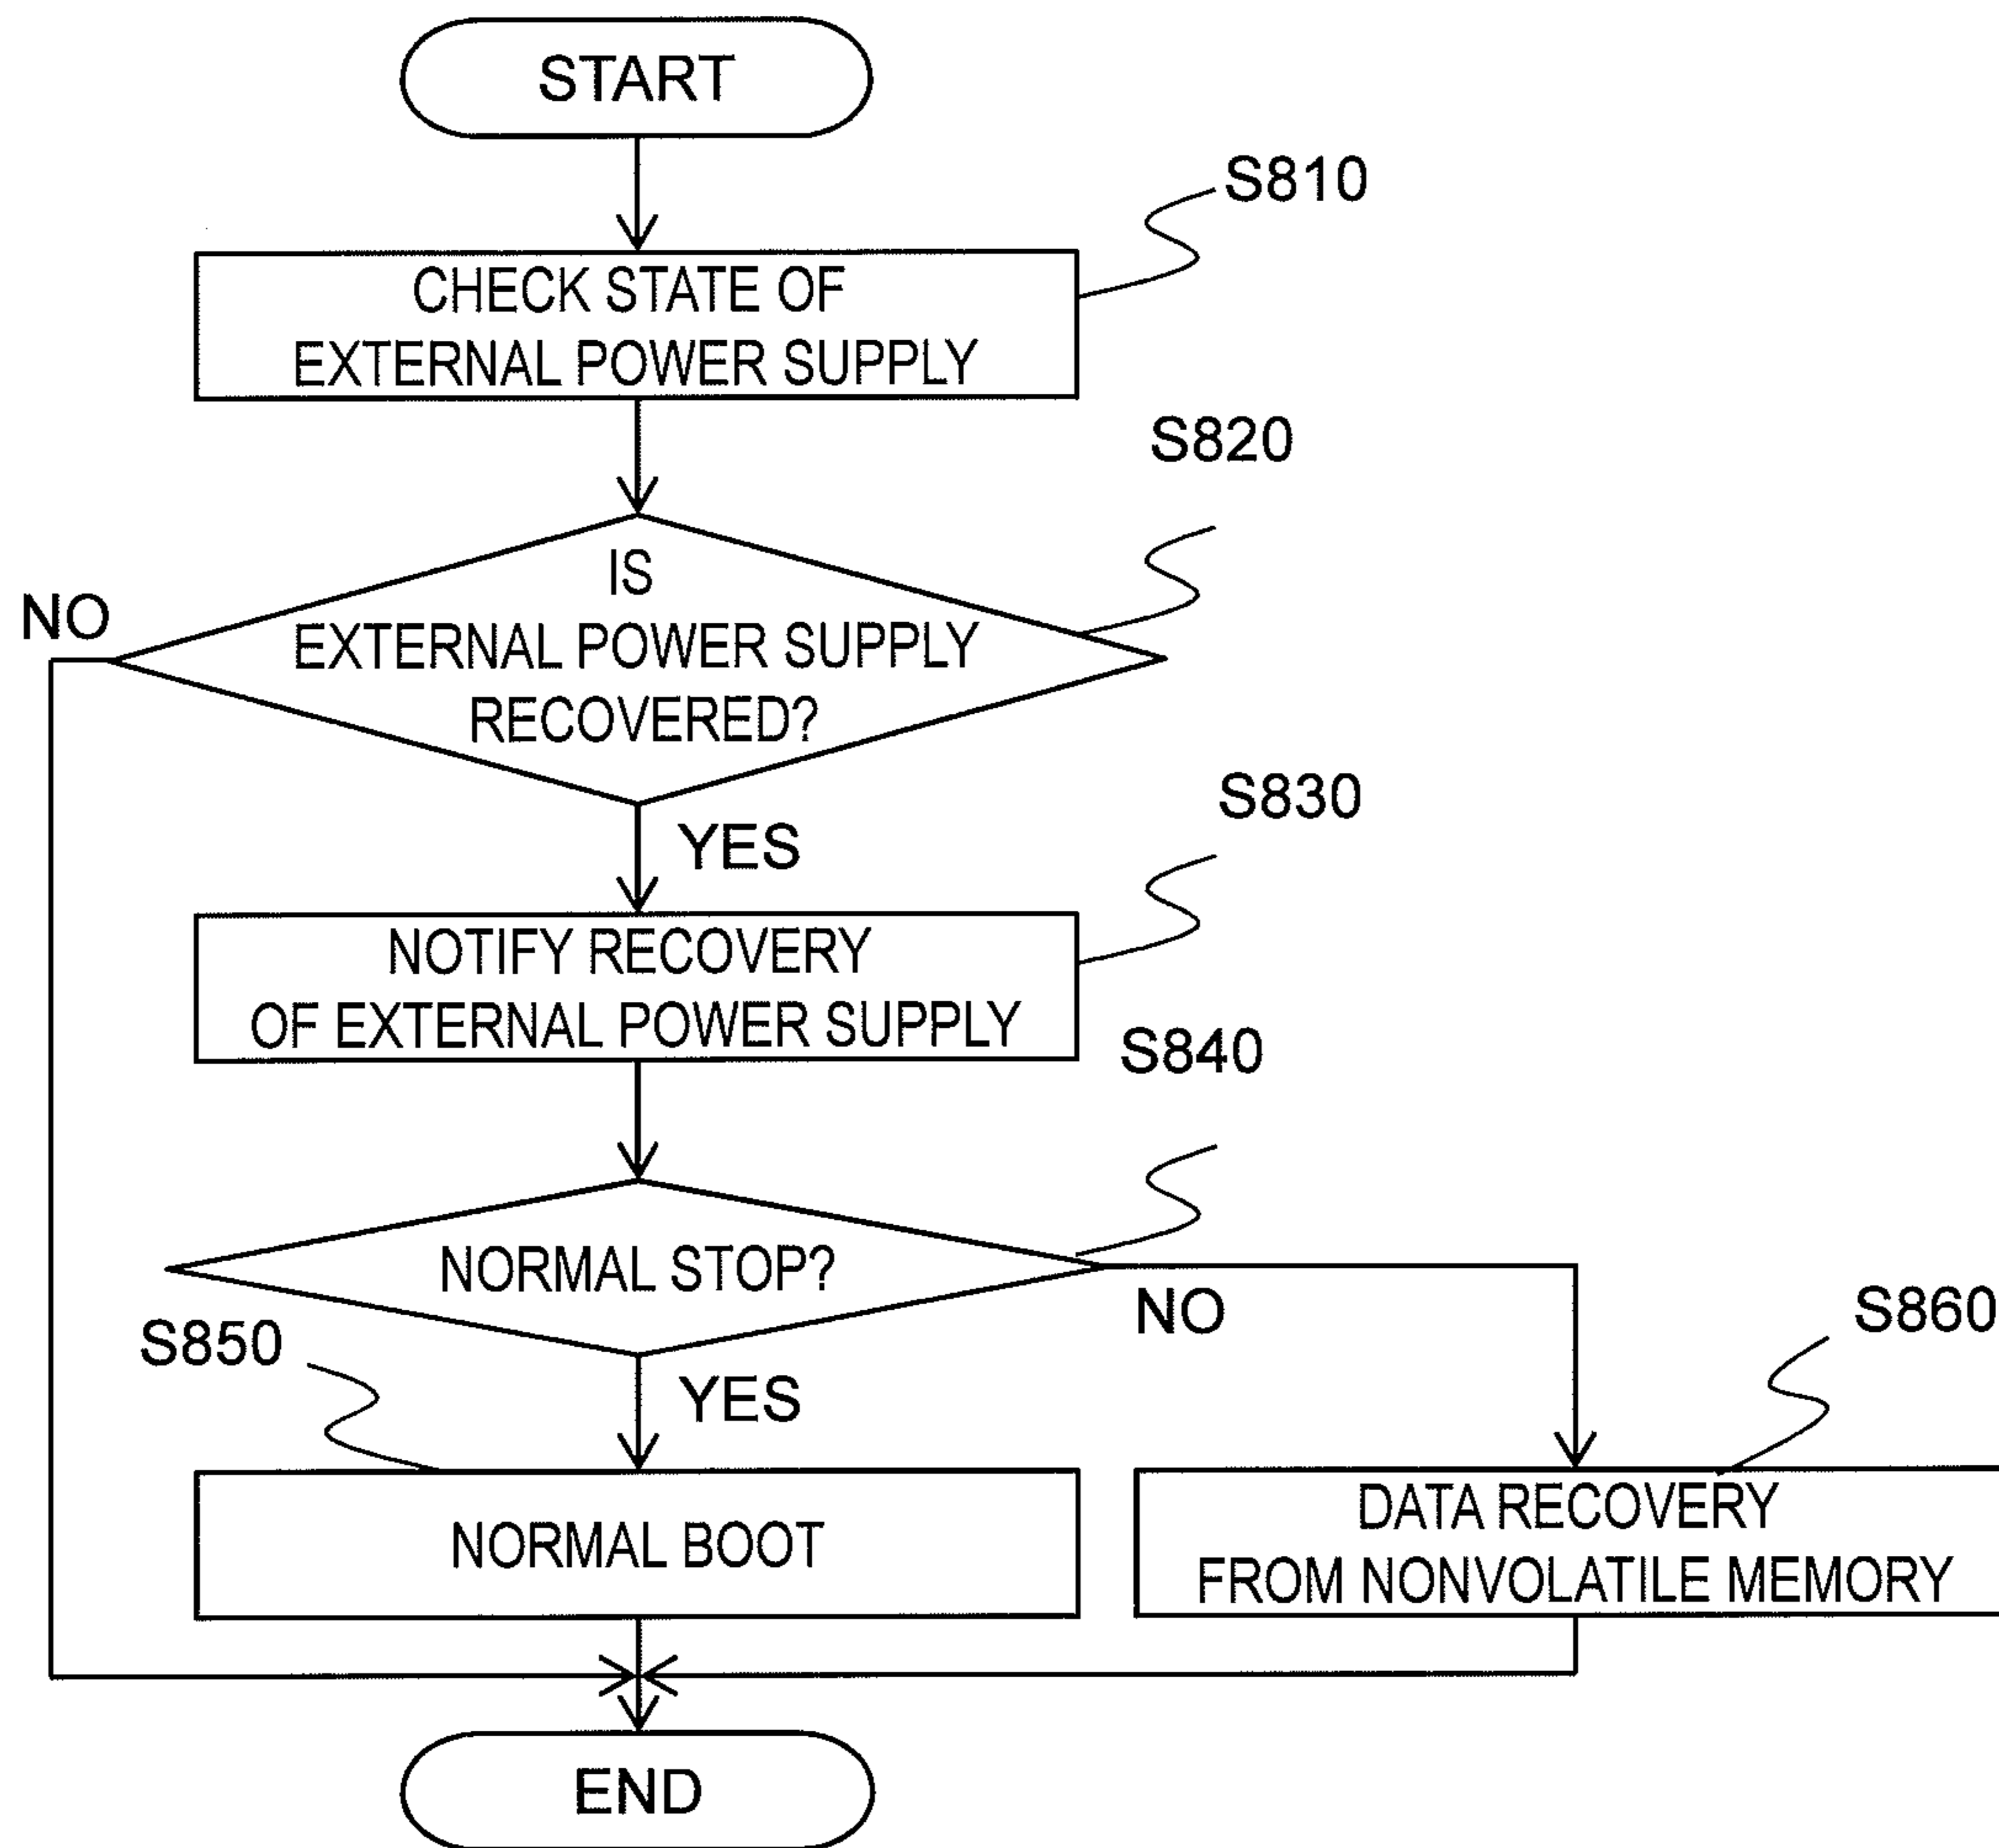 START
S810
CHECK STATE OF
EXTERNAL POWER SUPPLY
S820
IS
EXTERNAL POWER SUPPLY
RECOVERED?
NO
S830
YES
NOTIFY RECOVERY
OF EXTERNAL POWER SUPPLY
S840
NORMAL STOP?
NO
S850
YES
S860
NORMAL BOOT
DATA RECOVERY
FROM NONVOLATILE MEMORY
END